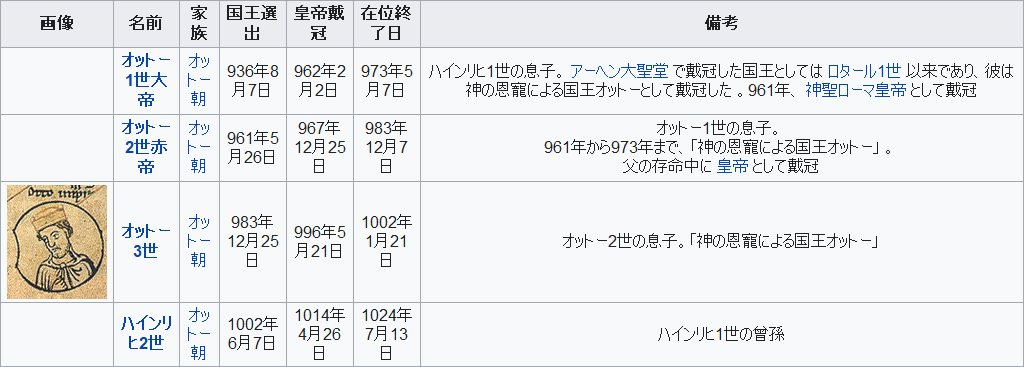 画像 名前 家族 国王選出 皇帝戴冠 在位終了日 備考
オットー1世大帝 オットー朝 936年8月7日 962年2月2日 973年5月7日 ハインリヒ1世の息子。 アーヘン大聖堂 で戴冠した国王としては ロタール1世 以来であり、彼は
神の恩寵による国王オットーとして戴冠した 。961年、 神聖ローマ皇帝 として戴冠
オットー2世赤帝 オットー朝 961年5月26日 967年12月25日 983年12月7日 オットー1世の息子。
961年から973年まで、「神の恩寵による国王オットー」 。
父の存命中に 皇帝 として戴冠
オットー3世 オットー朝 983年12月25日 996年5月21日 1002年1月21日 オットー2世の息子。「神の恩寵による国王オットー」
ハインリヒ2世 オットー朝 1002年6月7日 1014年4月26日 1024年7月13日 ハインリヒ1世の曾孫